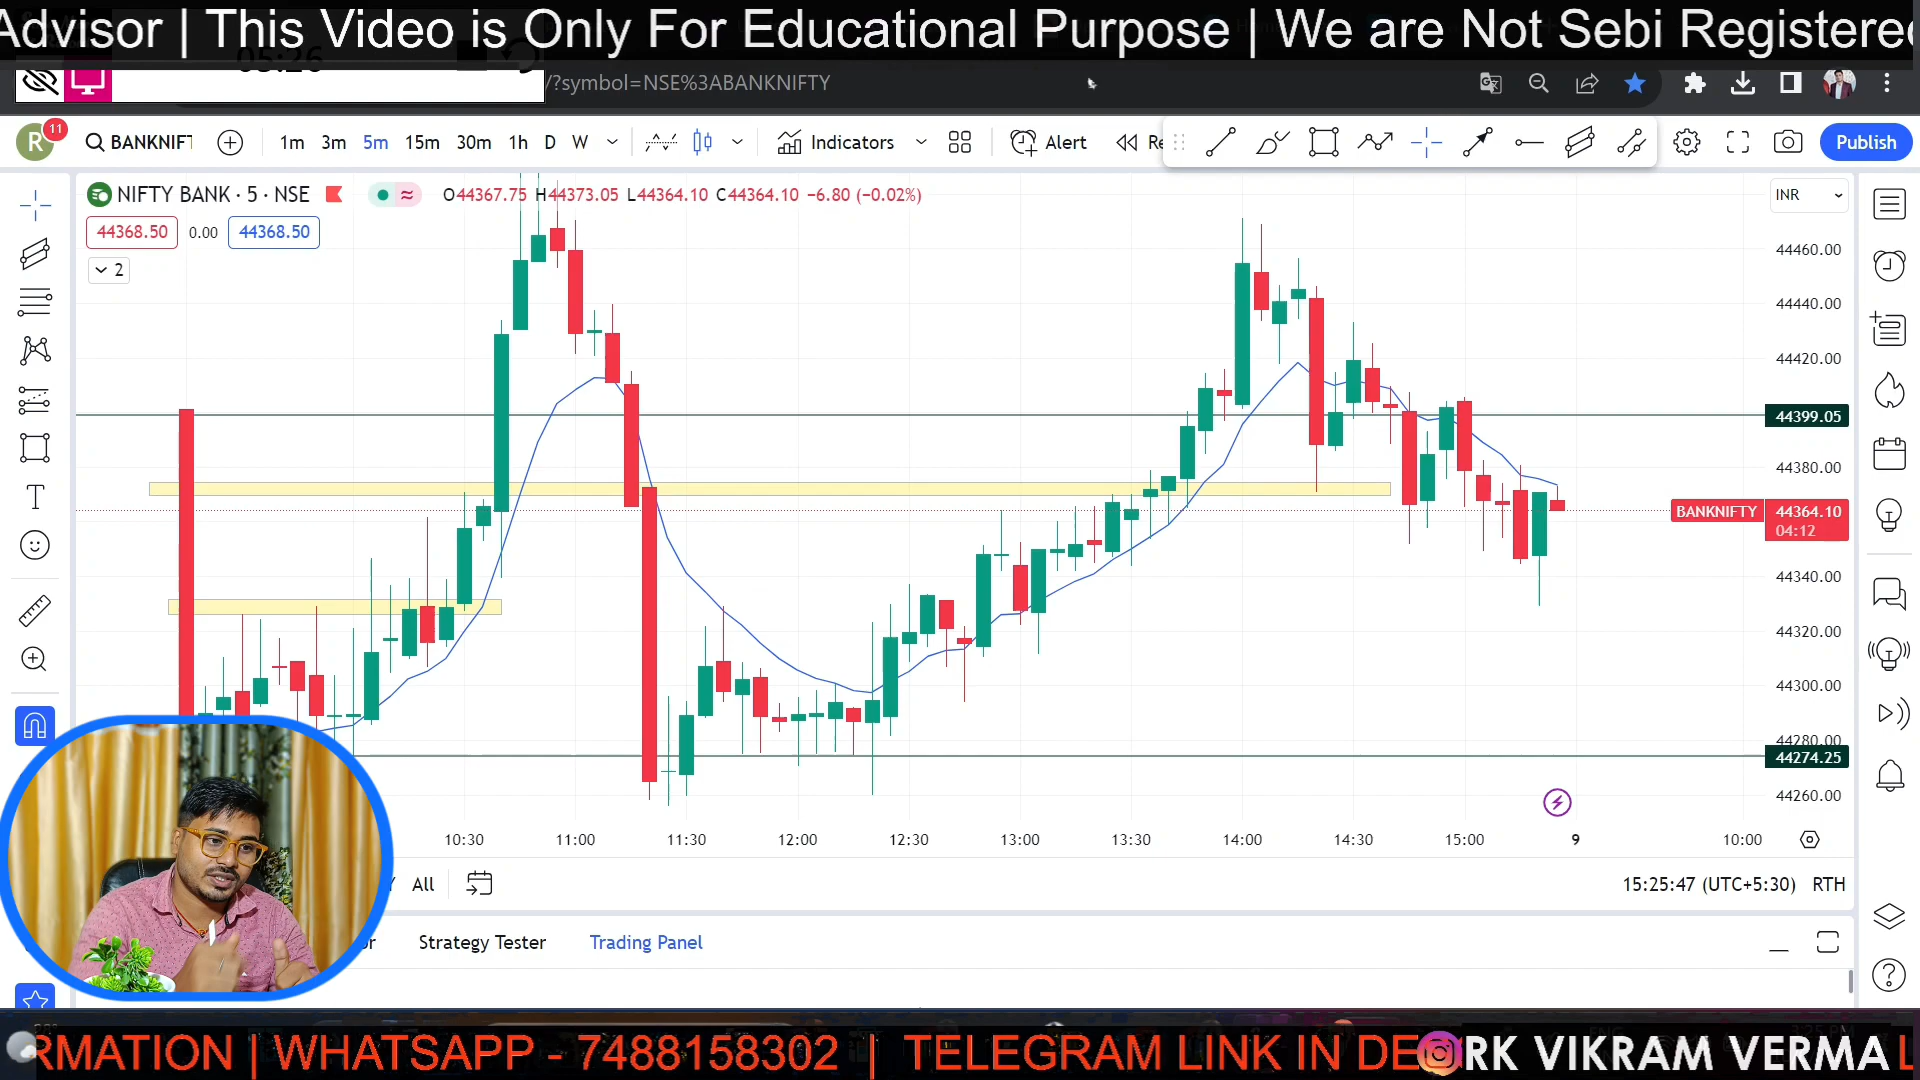 Advisor | This Video is Only For Educational Purpose | We are Not Sebi Registered
/?symbol=NSE%3ABANKNIFTY
R 11 BANKNIFT 1m 3m 5m 15m 30m 1h D W Indicators Alert Re Publish
NIFTY BANK · 5 · NSE O44367.75 H44373.05 L44364.10 C44364.10 −6.80 (−0.02%) INR
44368.50 0.00 44368.50
2
44460.00
44440.00
44420.00
44399.05
44380.00
BANKNIFTY 44364.10
04:12
44340.00
44320.00
44300.00
44280.00
44274.25
44260.00
10:30 11:00 11:30 12:00 12:30 13:00 13:30 14:00 14:30 15:00 9 10:00
All 15:25:47 (UTC+5:30) RTH
Strategy Tester Trading Panel
RMATION | WHATSAPP - 7488158302 | TELEGRAM LINK IN DE RK VIKRAM VERMA L